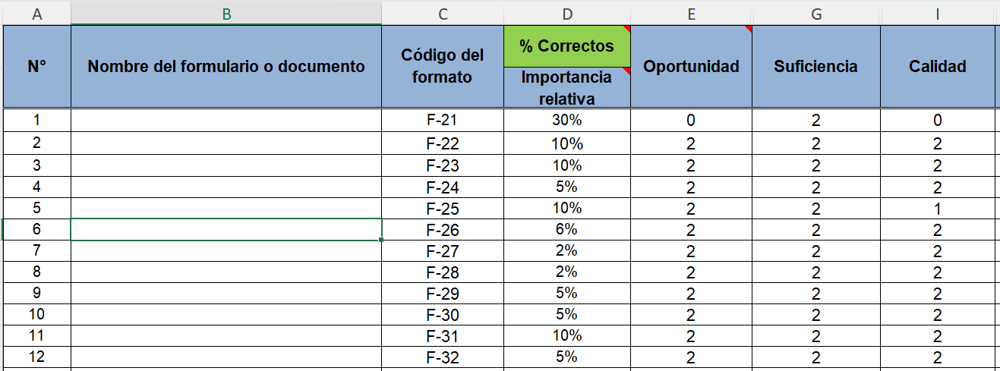 A B C D E G I
N° Nombre del formulario o documento Código del formato % Correctos Importancia relativa Oportunidad Suficiencia Calidad
1 F-21 30% 0 2 0
2 F-22 10% 2 2 2
3 F-23 10% 2 2 2
4 F-24 5% 2 2 2
5 F-25 10% 2 2 1
6 F-26 6% 2 2 2
7 F-27 2% 2 2 2
8 F-28 2% 2 2 2
9 F-29 5% 2 2 2
10 F-30 5% 2 2 2
11 F-31 10% 2 2 2
12 F-32 5% 2 2 2